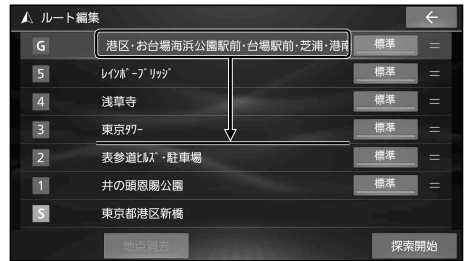 ルート編集
G 港区・お台場海浜公園駅前・台場駅前・芝浦・港南 標準
5 ﾚｲﾝﾎﾞｰﾌﾞﾘｯｼﾞ 標準
4 浅草寺 標準
3 東京ﾀﾜｰ 標準
2 表参道ﾋﾙｽﾞ・駐車場 標準
1 井の頭恩賜公園 標準
S 東京都港区新橋
地点消去 探索開始